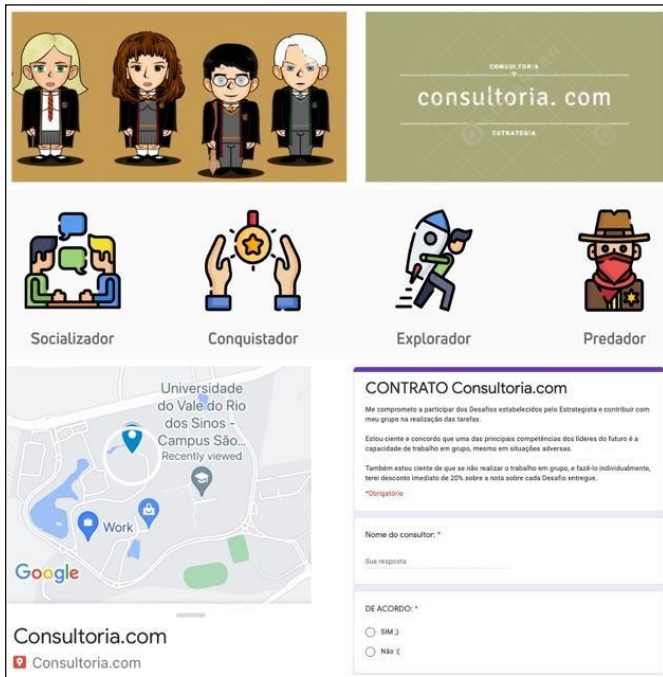 CONSULTORIA
consultoria. com
ESTRATEGIA
Socializador
Conquistador
Explorador
Predador
Universidade
do Vale do Rio
dos Sinos -
Campus São...
Recently viewed
Work
Google
Consultoria.com
Consultoria.com
CONTRATO Consultoria.com
Me comprometo a participar dos Desafios estabelecidos pelo Estrategista e contribuir com
meu grupo na realização das tarefas.
Estou ciente e concordo que uma das principais competências dos líderes do futuro é a
capacidade de trabalho em grupo, mesmo em situações adversas.
Também estou ciente de que se não realizar o trabalho em grupo, e fazê-lo individualmente,
terei desconto imediato de 20% sobre a nota sobre cada Desafio entregue.
*Obrigatório
Nome do consultor: *
Sua resposta
DE ACORDO: *
SIM ;)
Não :(